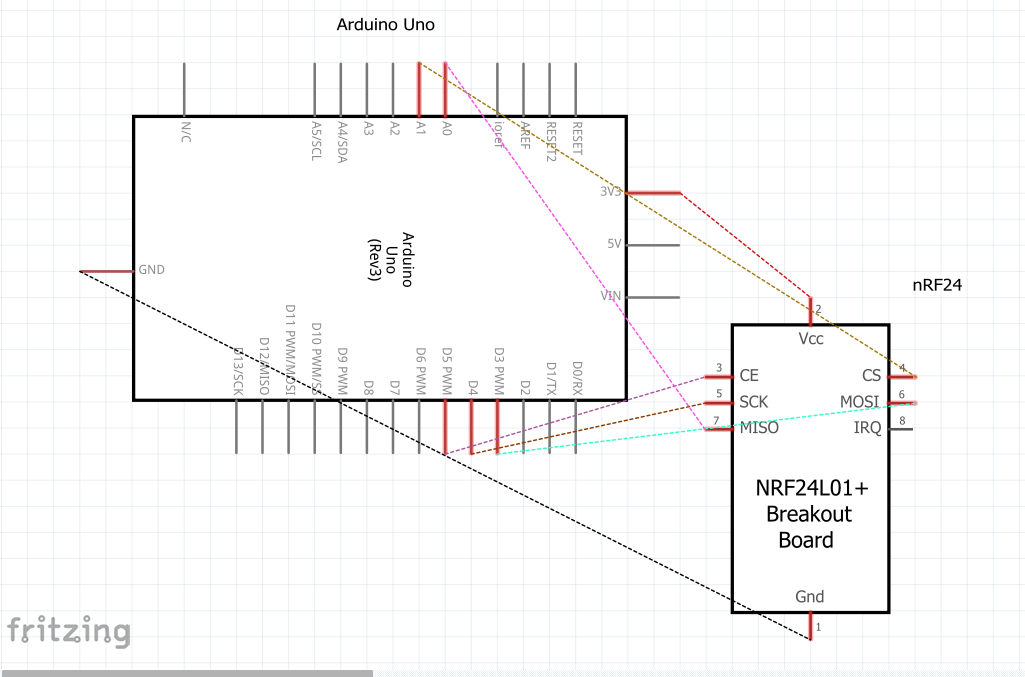 Arduino Uno
N/C
A5/SCL
A4/SDA
A3
A2
A1
A0
ioref
AREF
RESET2
RESET
3V3
5V
VIN
GND
Arduino
Uno
(Rev3)
D13/SCK
D12/MISO
D11 PWM/MOSI
D10 PWM/SS
D9 PWM
D8
D7
D6 PWM
D5 PWM
D4
D3 PWM
D2
D1/TX
D0/RX
nRF24
2
Vcc
3
CE
CS
4
5
SCK
MOSI
6
7
MISO
IRQ
8
NRF24L01+
Breakout
Board
Gnd
1
fritzing